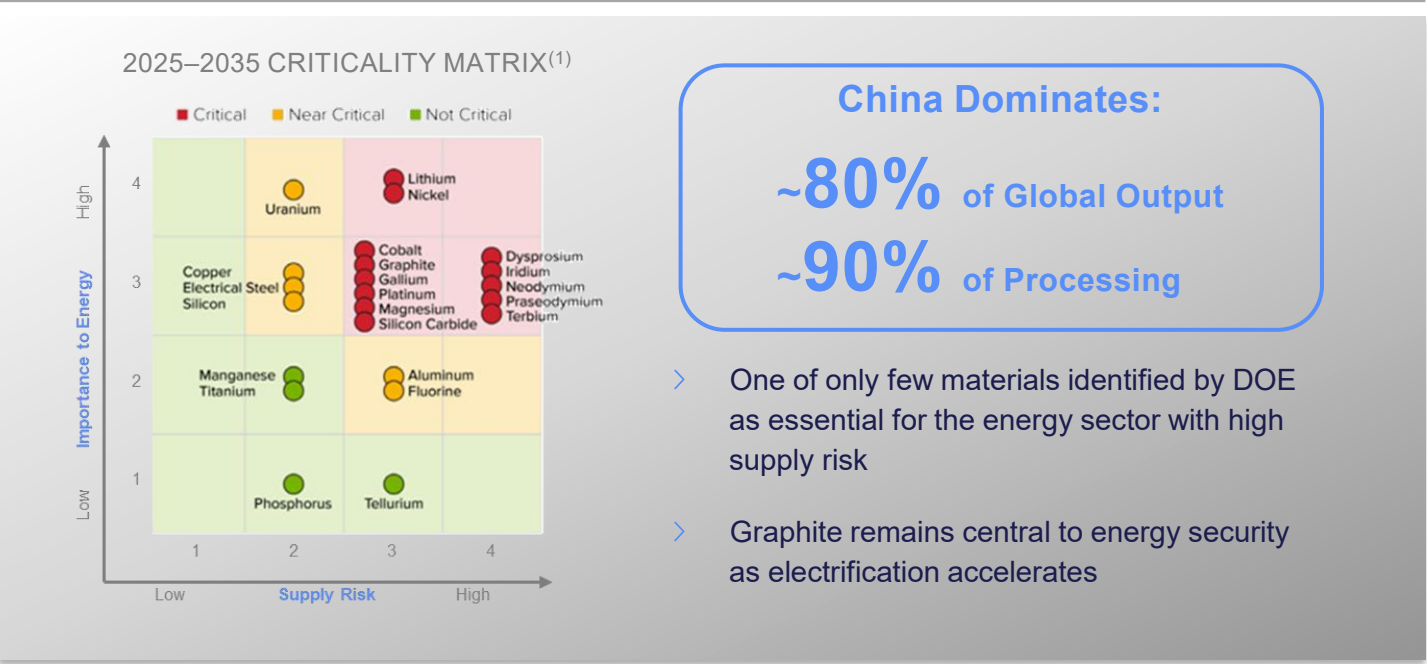 2025–2035 CRITICALITY MATRIX(1)
Critical Near Critical Not Critical
High
Importance to Energy
Low
4
3
2
1
Uranium
Lithium
Nickel
Copper
Electrical Steel
Silicon
Cobalt
Graphite
Gallium
Platinum
Magnesium
Silicon Carbide
Dysprosium
Iridium
Neodymium
Praseodymium
Terbium
Manganese
Titanium
Aluminum
Fluorine
Phosphorus
Tellurium
1 2 3 4
Low Supply Risk High
China Dominates:
~80% of Global Output
~90% of Processing
One of only few materials identified by DOE
as essential for the energy sector with high
supply risk
Graphite remains central to energy security
as electrification accelerates